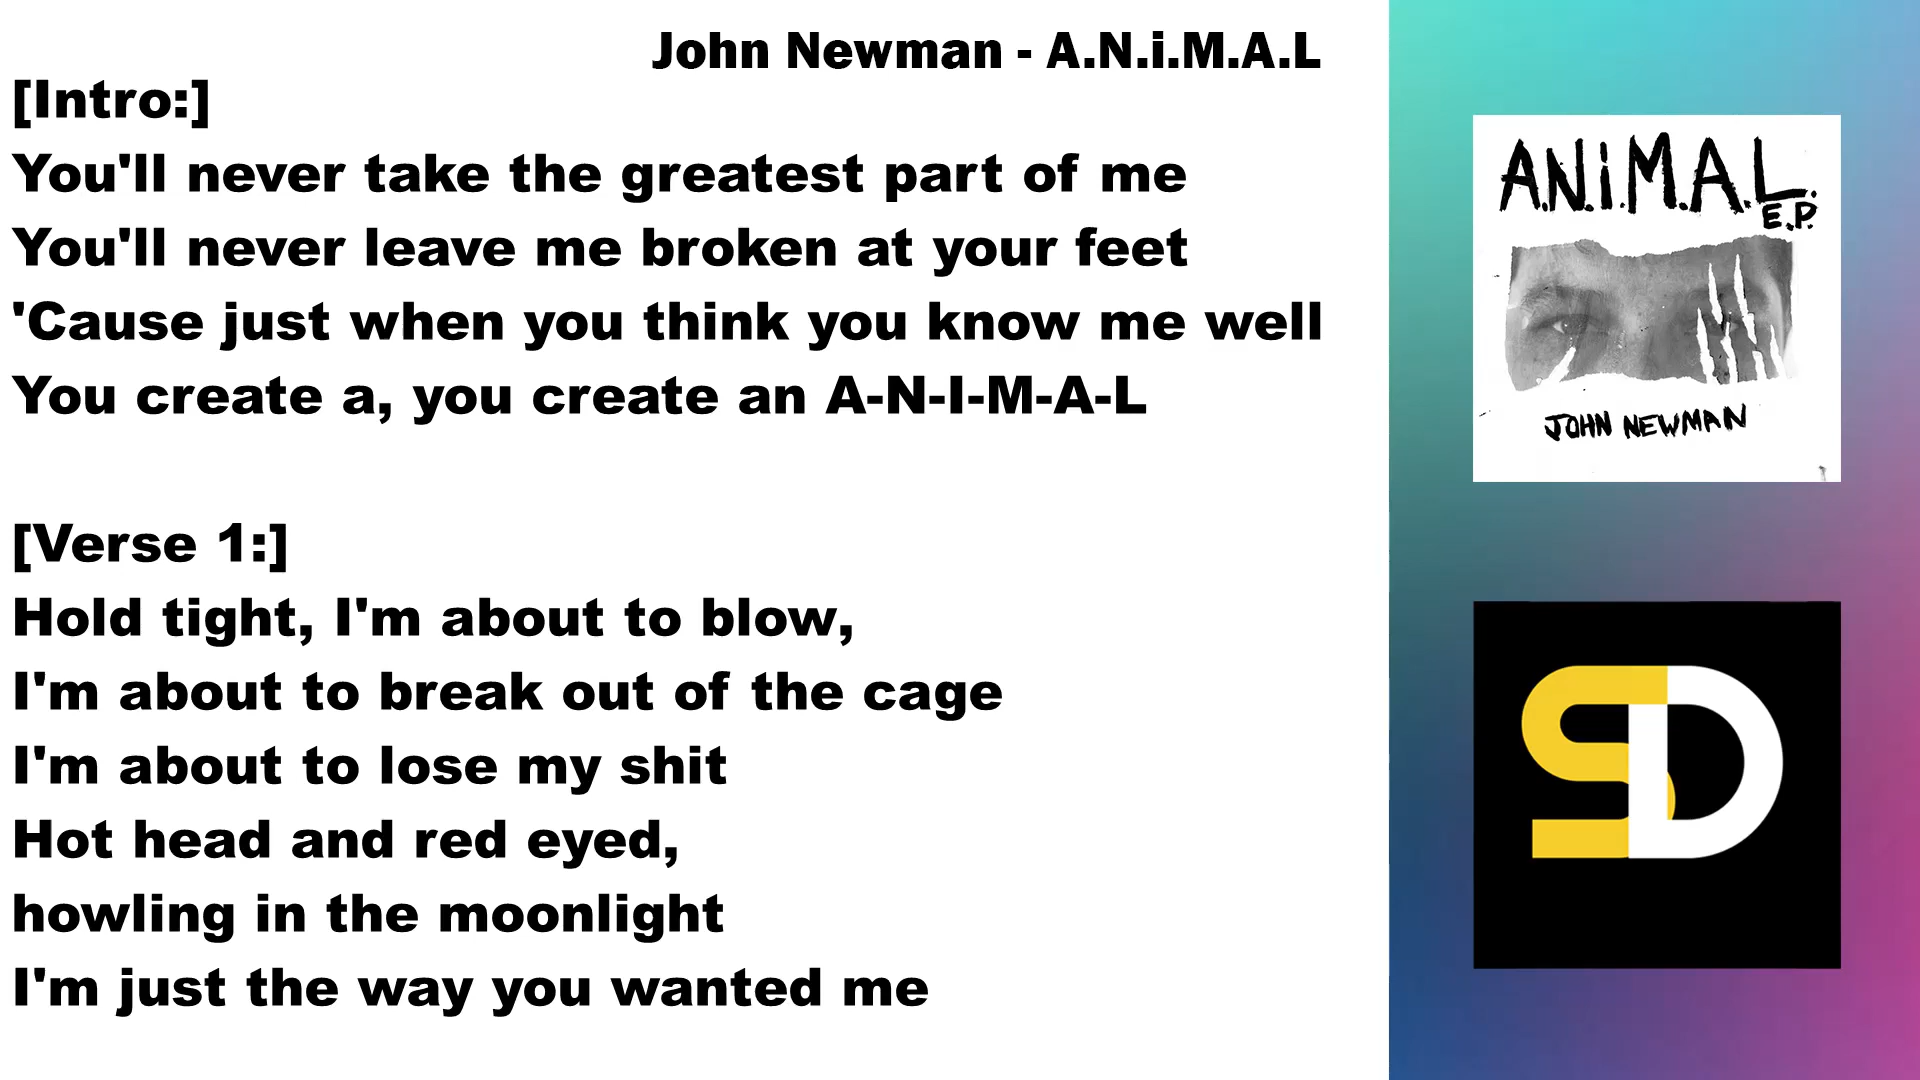 John Newman - A.N.i.M.A.L
[Intro:]
You'll never take the greatest part of me
You'll never leave me broken at your feet
'Cause just when you think you know me well
You create a, you create an A-N-I-M-A-L
[Verse 1:]
Hold tight, I'm about to blow,
I'm about to break out of the cage
I'm about to lose my shit
Hot head and red eyed,
howling in the moonlight
I'm just the way you wanted me
A.N.i.M.A.L.
E.P.
JOHN NEWMAN
SD